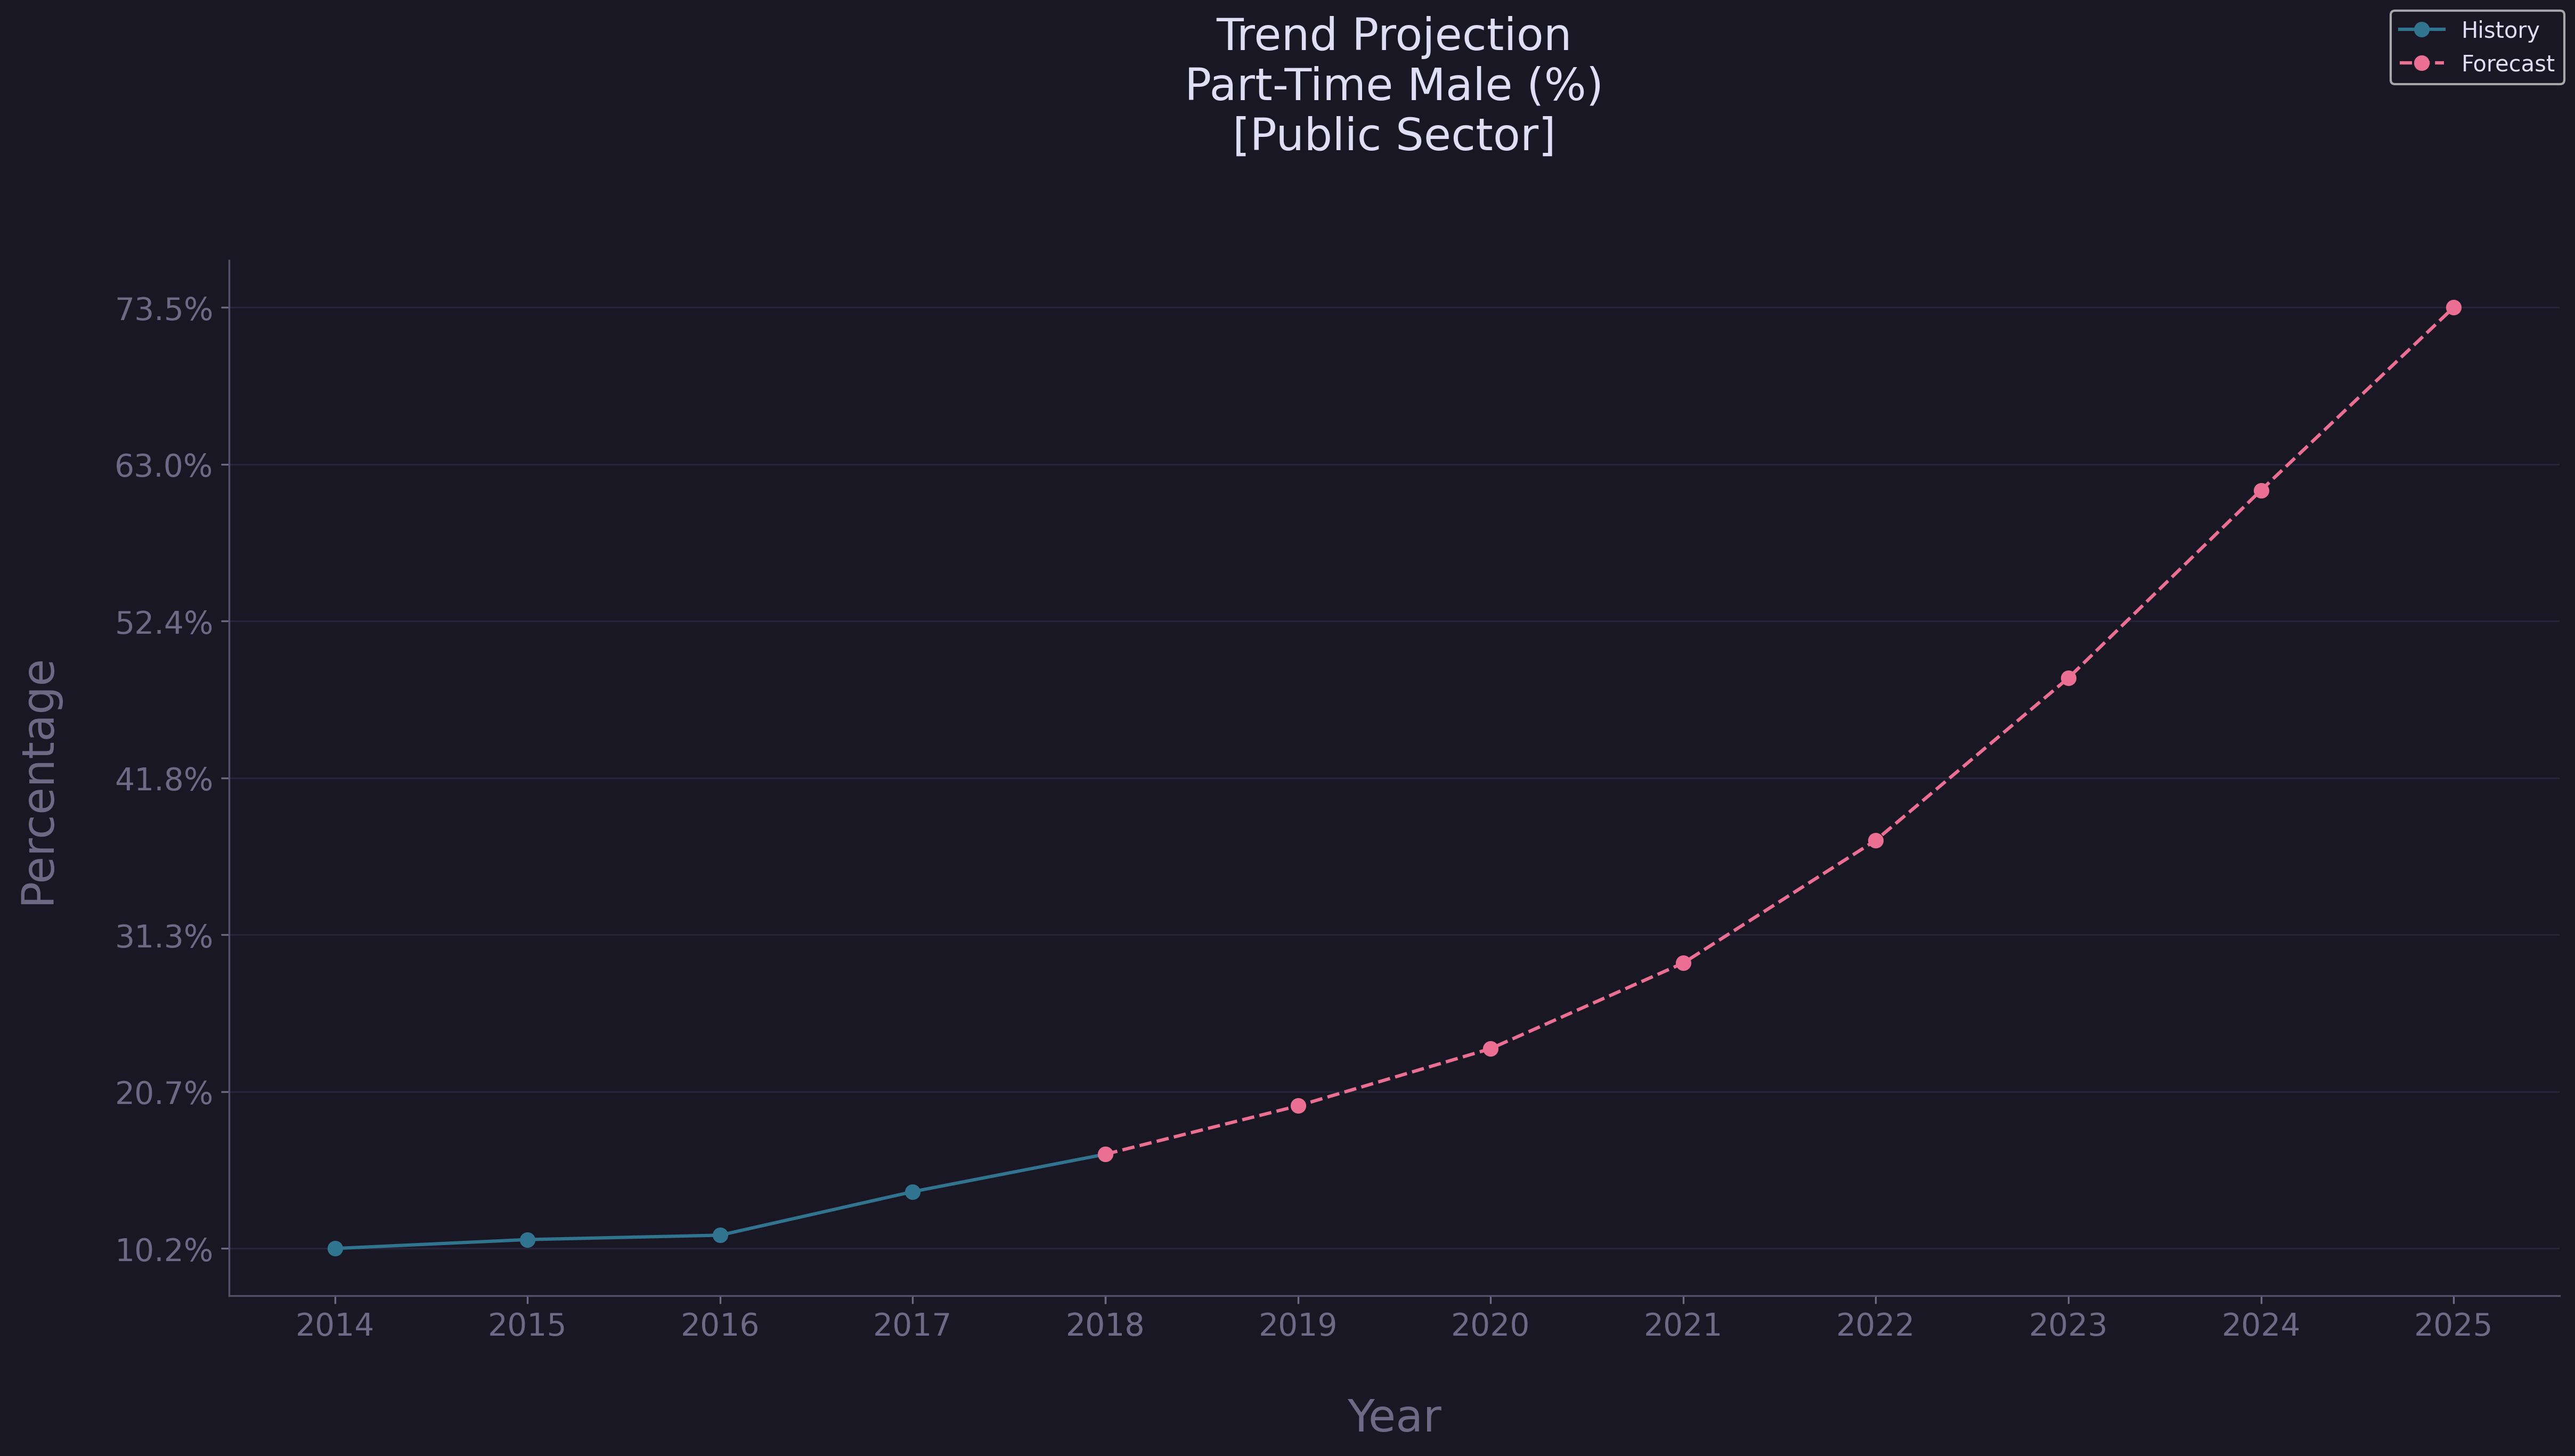 Trend Projection
Part-Time Male (%)
[Public Sector]
History
Forecast
73.5%
63.0%
52.4%
41.8%
31.3%
20.7%
10.2%
Percentage
2014 2015 2016 2017 2018 2019 2020 2021 2022 2023 2024 2025
Year